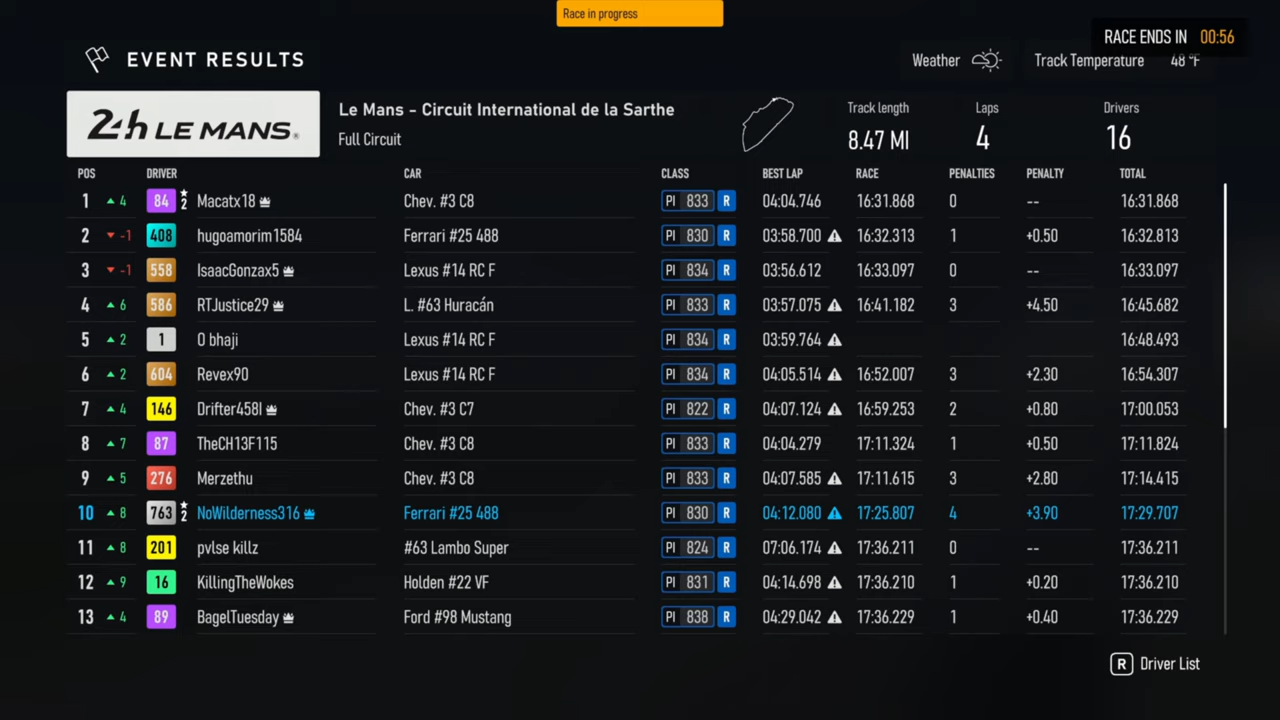 Race in progress
RACE ENDS IN 00:56
EVENT RESULTS
Weather Track Temperature 48 °F
24h LE MANS
Le Mans - Circuit International de la Sarthe
Full Circuit
Track length Laps Drivers
8.47 MI 4 16
POS DRIVER CAR CLASS BEST LAP RACE PENALTIES PENALTY TOTAL
1 4 84 2 Macatx18 Chev. #3 C8 PI 833 R 04:04.746 16:31.868 0 -- 16:31.868
2 -1 408 hugoamorim1584 Ferrari #25 488 PI 830 R 03:58.700 16:32.313 1 +0.50 16:32.813
3 -1 558 IsaacGonzax5 Lexus #14 RC F PI 834 R 03:56.612 16:33.097 0 -- 16:33.097
4 6 586 RTJustice29 L. #63 Huracán PI 833 R 03:57.075 16:41.182 3 +4.50 16:45.682
5 2 1 O bhaji Lexus #14 RC F PI 834 R 03:59.764 16:48.493
6 2 604 Revex90 Lexus #14 RC F PI 834 R 04:05.514 16:52.007 3 +2.30 16:54.307
7 4 146 Drifter458l Chev. #3 C7 PI 822 R 04:07.124 16:59.253 2 +0.80 17:00.053
8 7 87 TheCH13F115 Chev. #3 C8 PI 833 R 04:04.279 17:11.324 1 +0.50 17:11.824
9 5 276 Merzethu Chev. #3 C8 PI 833 R 04:07.585 17:11.615 3 +2.80 17:14.415
10 8 763 2 NoWilderness316 Ferrari #25 488 PI 830 R 04:12.080 17:25.807 4 +3.90 17:29.707
11 8 201 pvlse killz #63 Lambo Super PI 824 R 07:06.174 17:36.211 0 -- 17:36.211
12 9 16 KillingTheWokes Holden #22 VF PI 831 R 04:14.698 17:36.210 1 +0.20 17:36.210
13 4 89 BagelTuesday Ford #98 Mustang PI 838 R 04:29.042 17:36.229 1 +0.40 17:36.229
R Driver List